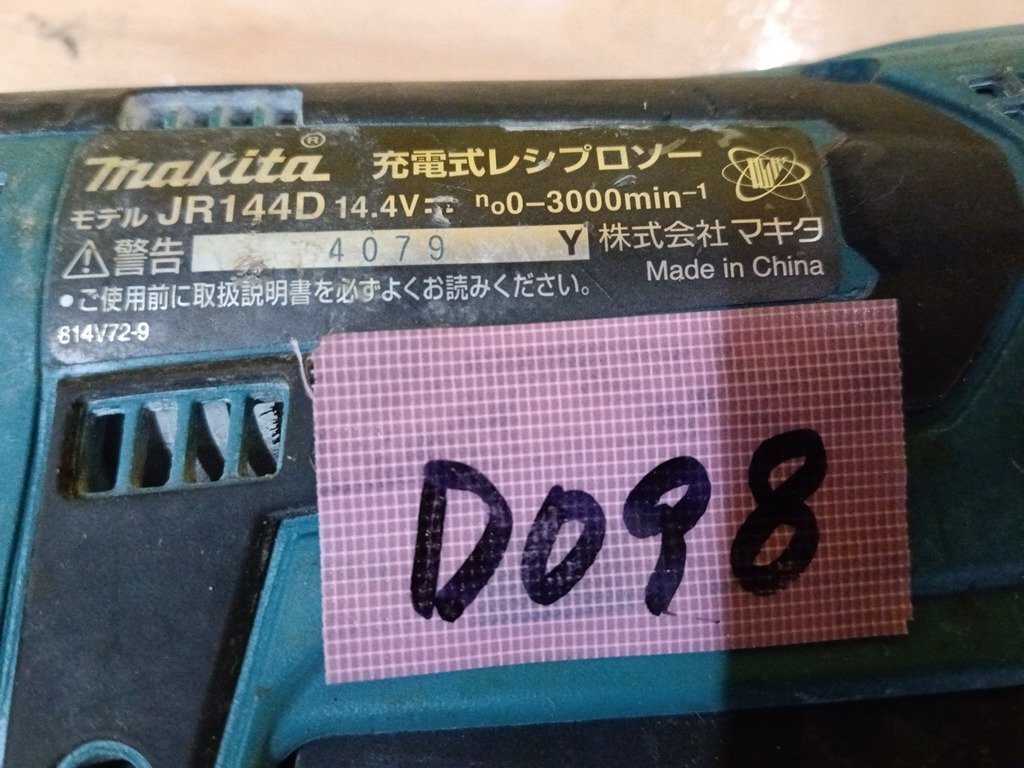 makita® 充電式レシプロソー
モデル JR144D 14.4V⎓ n₀0-3000min⁻¹
⚠警告 4079 Y 株式会社 マキタ
Made in China
●ご使用前に取扱説明書を必ずよくお読みください。
814V72-9
D098